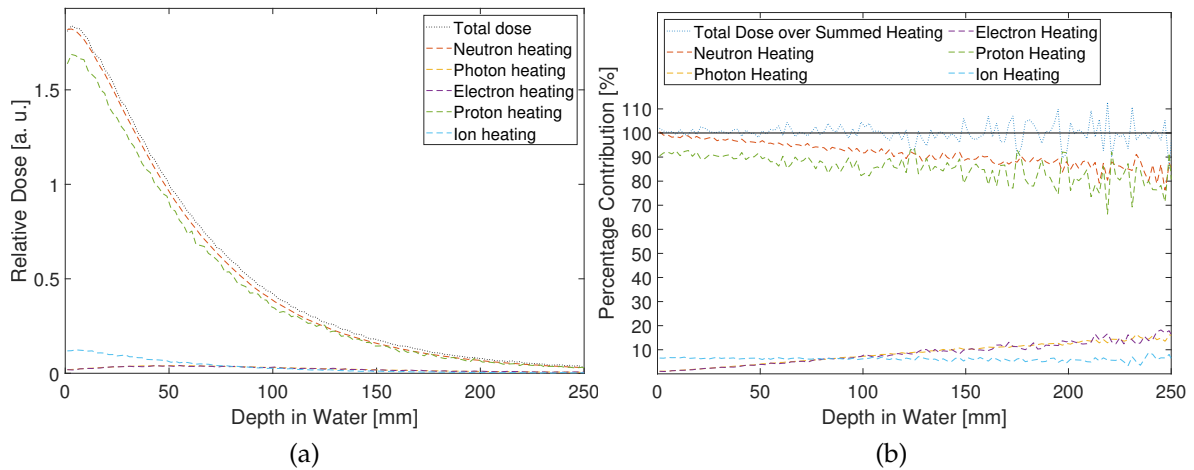 Relative Dose [a. u.]
1.5
1
0.5
0
0
50
100
150
200
250
Depth in Water [mm]
Total dose
Neutron heating
Photon heating
Electron heating
Proton heating
Ion heating
(a)
Percentage Contribution [%]
110
100
90
80
70
60
50
40
30
20
10
0
50
100
150
200
250
Depth in Water [mm]
Total Dose over Summed Heating
Neutron Heating
Photon Heating
Electron Heating
Proton Heating
Ion Heating
(b)